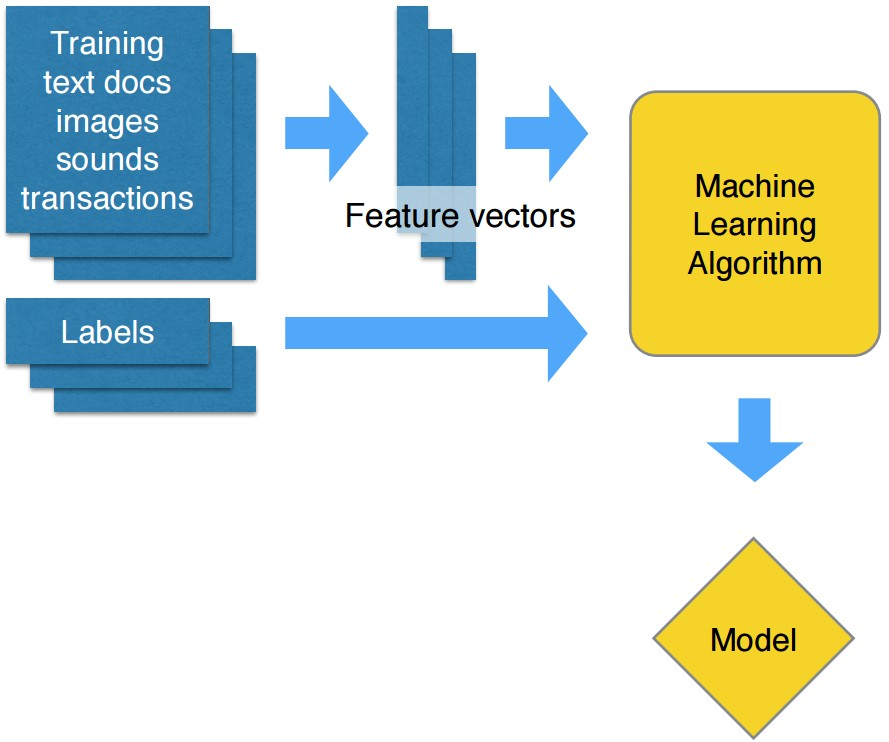 Training
text docs
images
sounds
transactions
Feature vectors
Machine
Learning
Algorithm
Labels
Model